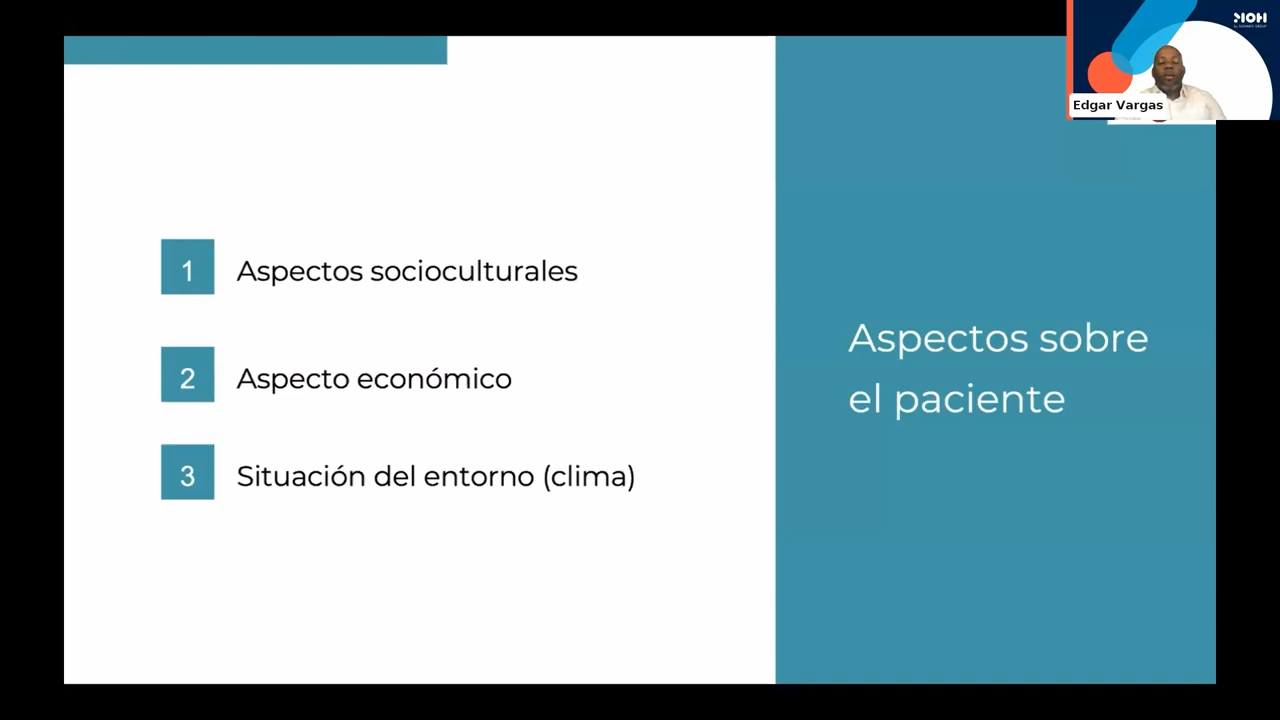 1 Aspectos socioculturales
2 Aspecto económico
3 Situación del entorno (clima)
Aspectos sobre
el paciente
Edgar Vargas